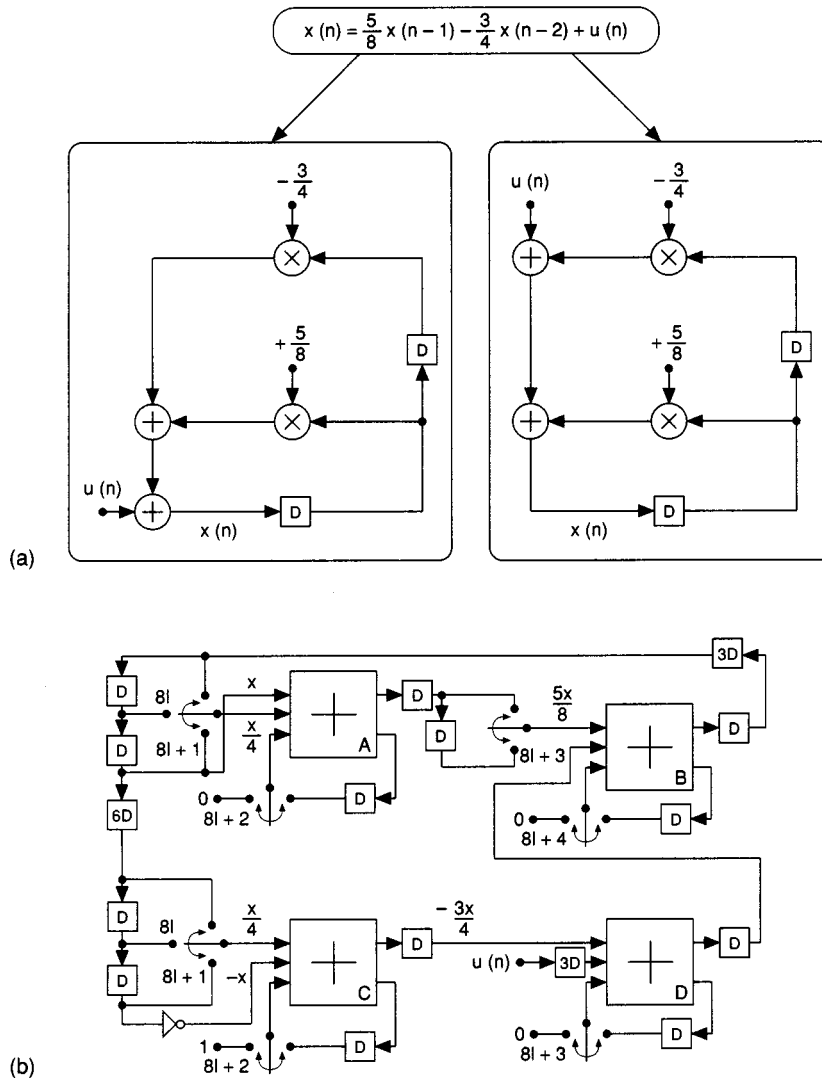 x (n) = 5/8 x (n – 1) – 3/4 x (n – 2) + u (n)
– 3/4
u (n)
– 3/4
D
D
+ 5/8
+ 5/8
u (n)
D
D
x (n)
x (n)
(a)
3D
D
8l
x
D
5x/8
x/4
D
D
8l + 1
A
8l + 3
D
B
6D
0
D
8l + 2
0
D
8l + 4
D
8l
x/4
– 3x/4
D
D
D
8l + 1
–x
u (n)
3D
C
D
1
D
8l + 2
0
D
8l + 3
(b)